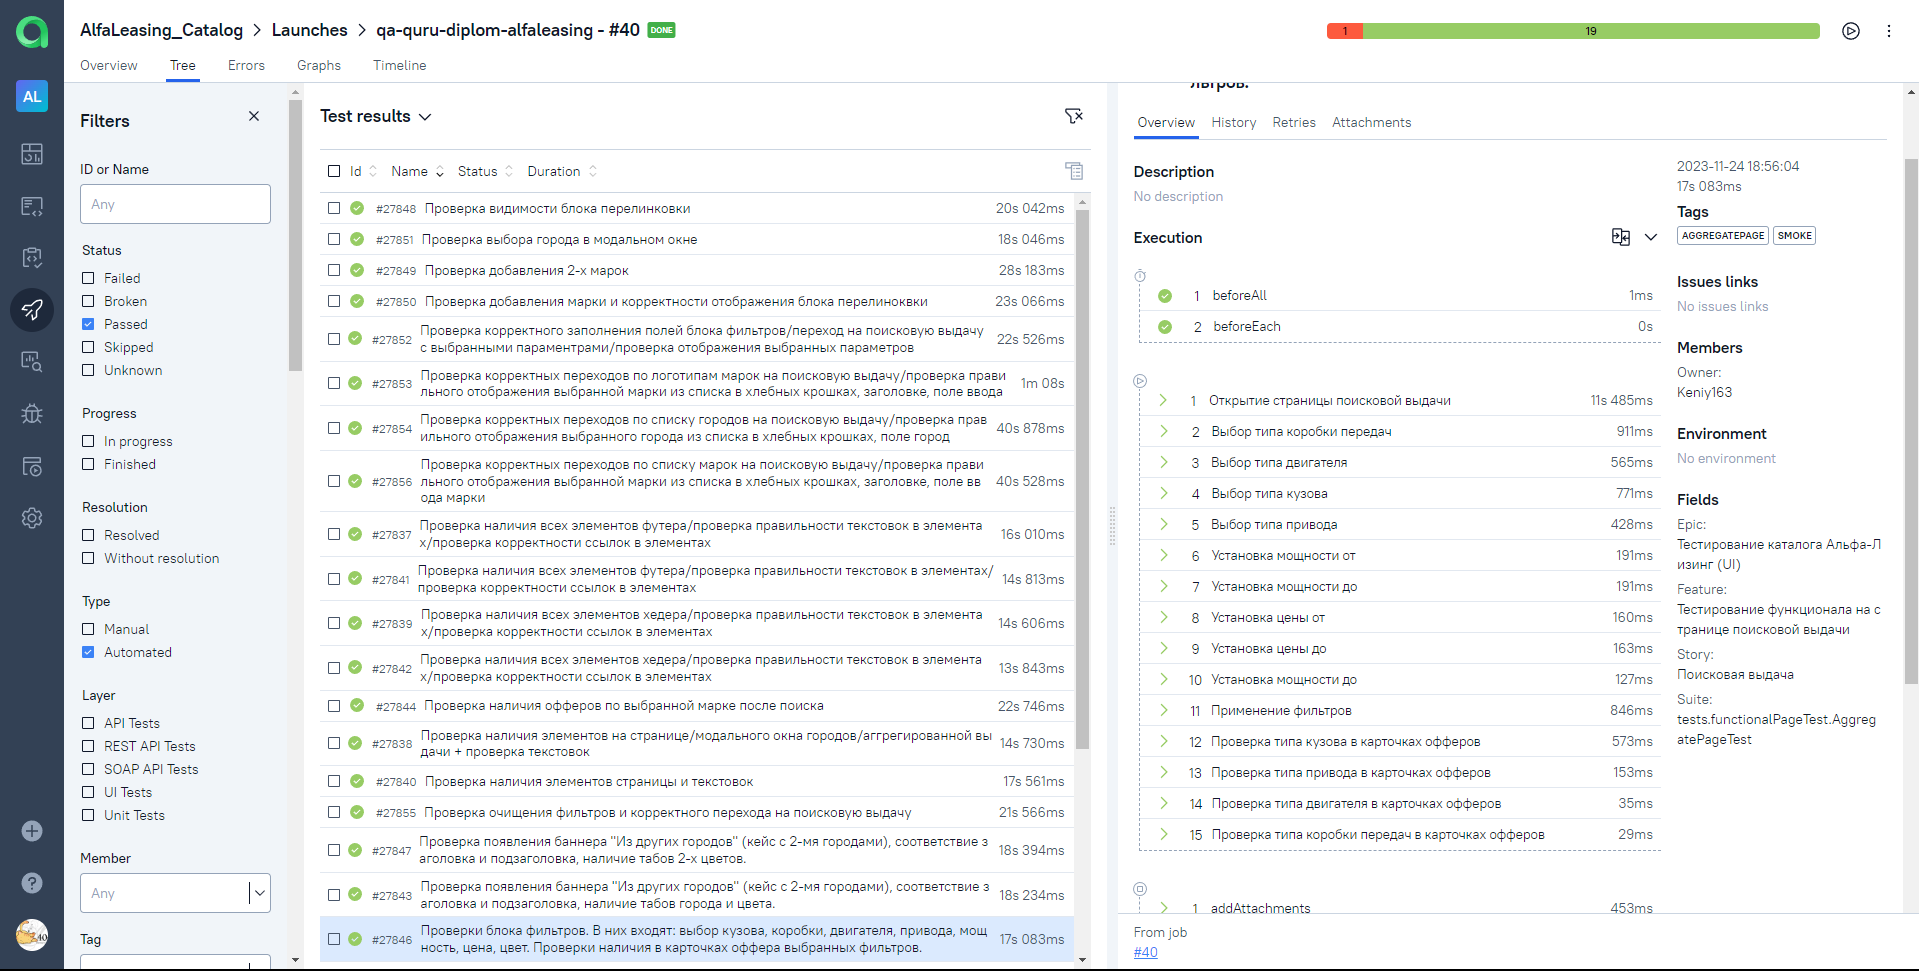 AlfaLeasing_Catalog > Launches > qa-quru-diplom-alfaleasing - #40 DONE
1 19
Overview Tree Errors Graphs Timeline
AL
Filters
ID or Name
Any
Status
Failed
Broken
Passed
Skipped
Unknown
Progress
In progress
Finished
Resolution
Resolved
Without resolution
Type
Manual
Automated
Layer
API Tests
REST API Tests
SOAP API Tests
UI Tests
Unit Tests
Member
Any
Tag
Test results
Id Name Status Duration
#27848 Проверка видимости блока перелинковки 20s 042ms
#27851 Проверка выбора города в модальном окне 18s 046ms
#27849 Проверка добавления 2-х марок 28s 183ms
#27850 Проверка добавления марки и корректности отображения блока перелиноквки 23s 066ms
Проверка корректного заполнения полей блока фильтров/переход на поисковую выдачу
#27852 с выбранными параментрами/проверка отображения выбранных параметров 22s 526ms
Проверка корректных переходов по логотипам марок на поисковую выдачу/проверка прави
#27853 льного отображения выбранной марки из списка в хлебных крошках, заголовке, поле ввода 1m 08s
Проверка корректных переходов по списку городов на поисковую выдачу/проверка прав
#27854 ильного отображения выбранного города из списка в хлебных крошках, поле город 40s 878ms
Проверка корректных переходов по списку марок на поисковую выдачу/проверка прави
#27856 льного отображения выбранной марки из списка в хлебных крошках, заголовке, поле вв 40s 528ms
ода марки
Проверка наличия всех элементов футера/проверка правильности текстовок в элемента
#27837 х/проверка корректности ссылок в элементах 16s 010ms
Проверка наличия всех элементов футера/проверка правильности текстовок в элементах/
#27841 проверка корректности ссылок в элементах 14s 813ms
Проверка наличия всех элементов хедера/проверка правильности текстовок в элемента
#27839 х/проверка корректности ссылок в элементах 14s 606ms
Проверка наличия всех элементов хедера/проверка правильности текстовок в элемента
#27842 х/проверка корректности ссылок в элементах 13s 843ms
#27844 Проверка наличия офферов по выбранной марке после поиска 22s 746ms
Проверка наличия элементов на странице/модального окна городов/аггрегированной вы
#27838 дачи + проверка текстовок 14s 730ms
#27840 Проверка наличия элементов страницы и текстовок 17s 561ms
#27855 Проверка очищения фильтров и корректного перехода на поисковую выдачу 21s 566ms
Проверка появления баннера "Из других городов" (кейс с 2-мя городами), соответствие з
#27847 аголовка и подзаголовка, наличие табов 2-х цветов. 18s 394ms
Проверка появления баннера "Из других городов" (кейс с 2-мя городами), соответствие з
#27843 аголовка и подзаголовка, наличие табов города и цвета. 18s 234ms
Проверки блока фильтров. В них входят: выбор кузова, коробки, двигателя, привода, мощ
#27846 ность, цена, цвет. Проверки наличия в карточках оффера выбранных фильтров. 17s 083ms
льтров.
Overview History Retries Attachments
Description
No description
Execution
1 beforeAll 1ms
2 beforeEach 0s
1 Открытие страницы поисковой выдачи 11s 485ms
2 Выбор типа коробки передач 911ms
3 Выбор типа двигателя 565ms
4 Выбор типа кузова 771ms
5 Выбор типа привода 428ms
6 Установка мощности от 191ms
7 Установка мощности до 191ms
8 Установка цены от 160ms
9 Установка цены до 163ms
10 Установка мощности до 127ms
11 Применение фильтров 846ms
12 Проверка типа кузова в карточках офферов 573ms
13 Проверка типа привода в карточках офферов 153ms
14 Проверка типа двигателя в карточках офферов 35ms
15 Проверка типа коробки передач в карточках офферов 29ms
1 addAttachments 453ms
From job
#40
2023-11-24 18:56:04
17s 083ms
Tags
AGGREGATEPAGE SMOKE
Issues links
No issues links
Members
Owner:
Keniy163
Environment
No environment
Fields
Epic:
Тестирование каталога Альфа-Л
изинг (UI)
Feature:
Тестирование функционала на с
транице поисковой выдачи
Story:
Поисковая выдача
Suite:
tests.functionalPageTest.Aggreg
atePageTest